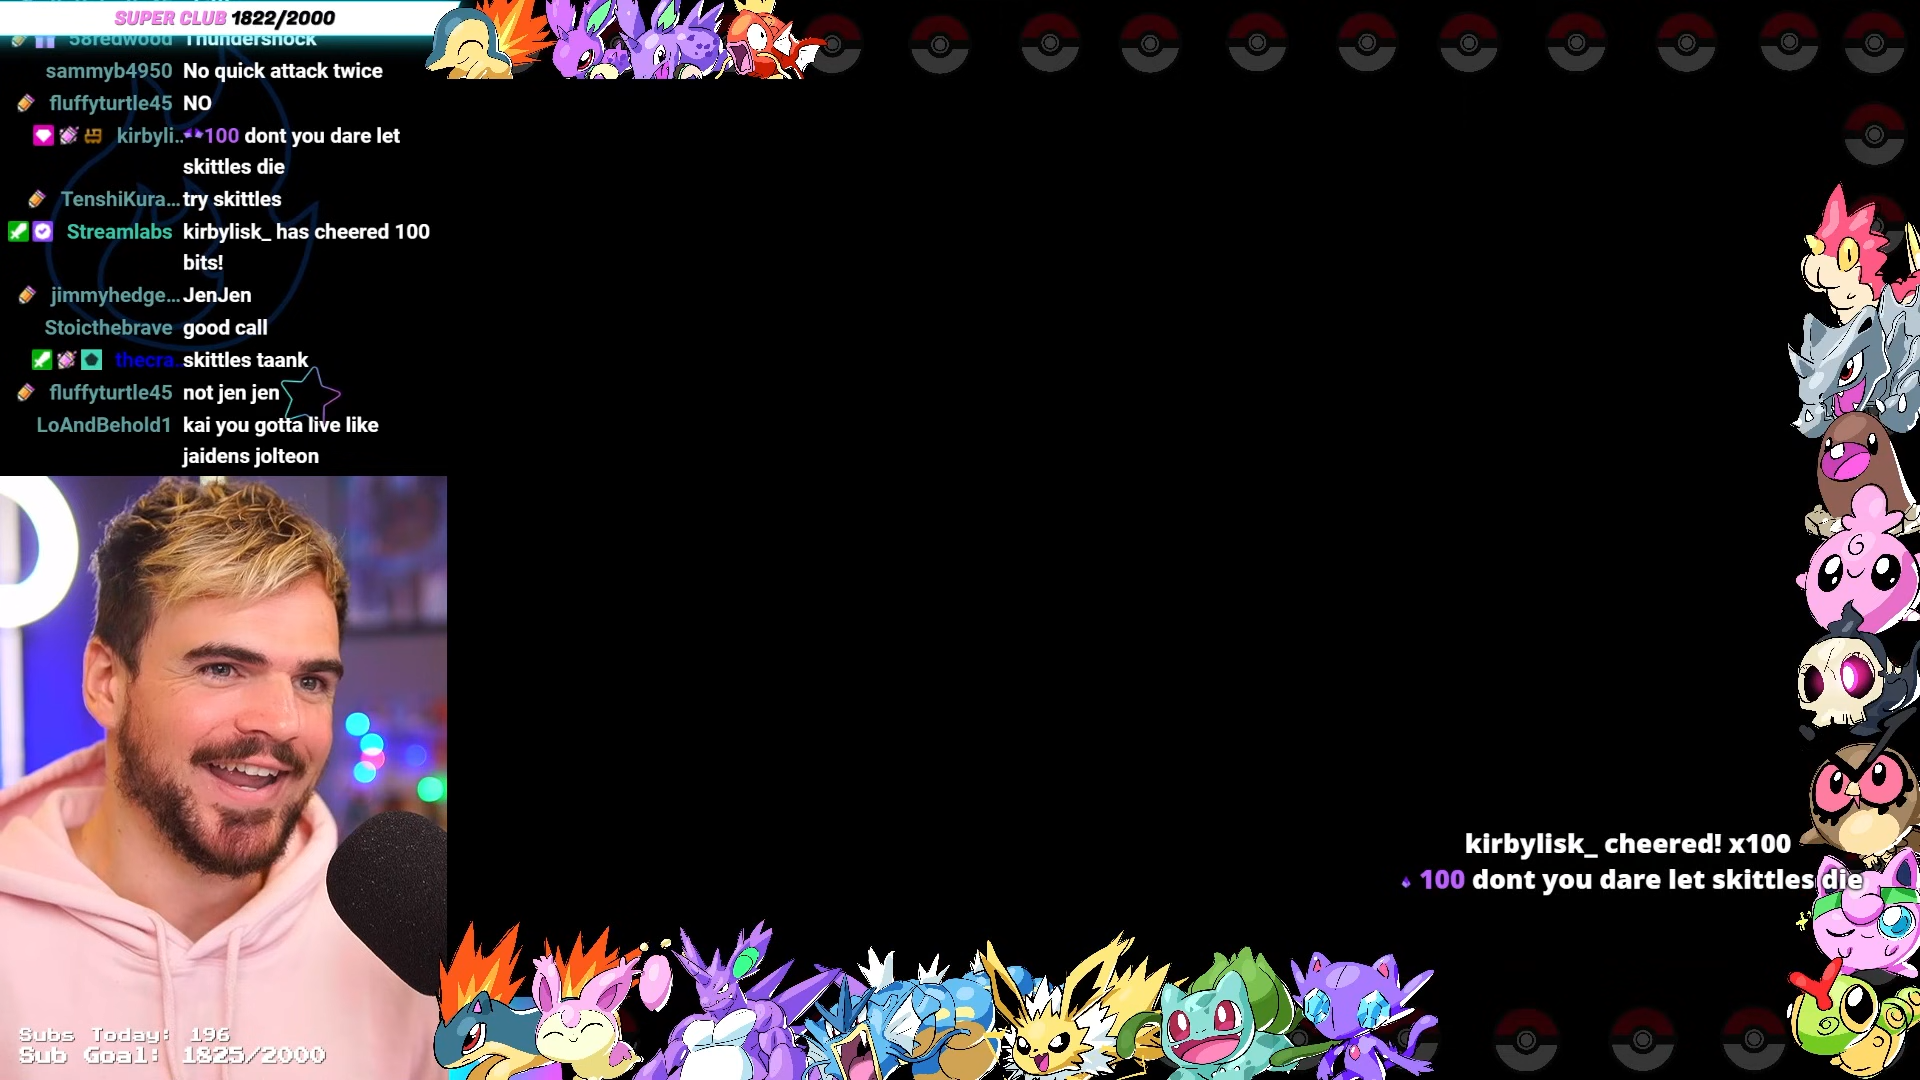 SUPER CLUB 1822/2000
58redwood Thundershock
sammyb4950 No quick attack twice
fluffyturtle45 NO
kirbyli... 100 dont you dare let
skittles die
TenshiKura... try skittles
Streamlabs kirbylisk_ has cheered 100
bits!
jimmyhedge... JenJen
Stoicthebrave good call
thecra... skittles taank
fluffyturtle45 not jen jen
LoAndBehold1 kai you gotta live like
jaidens jolteon
kirbylisk_ cheered! x100
100 dont you dare let skittles die
Subs Today: 196
Sub Goal: 1825/2000